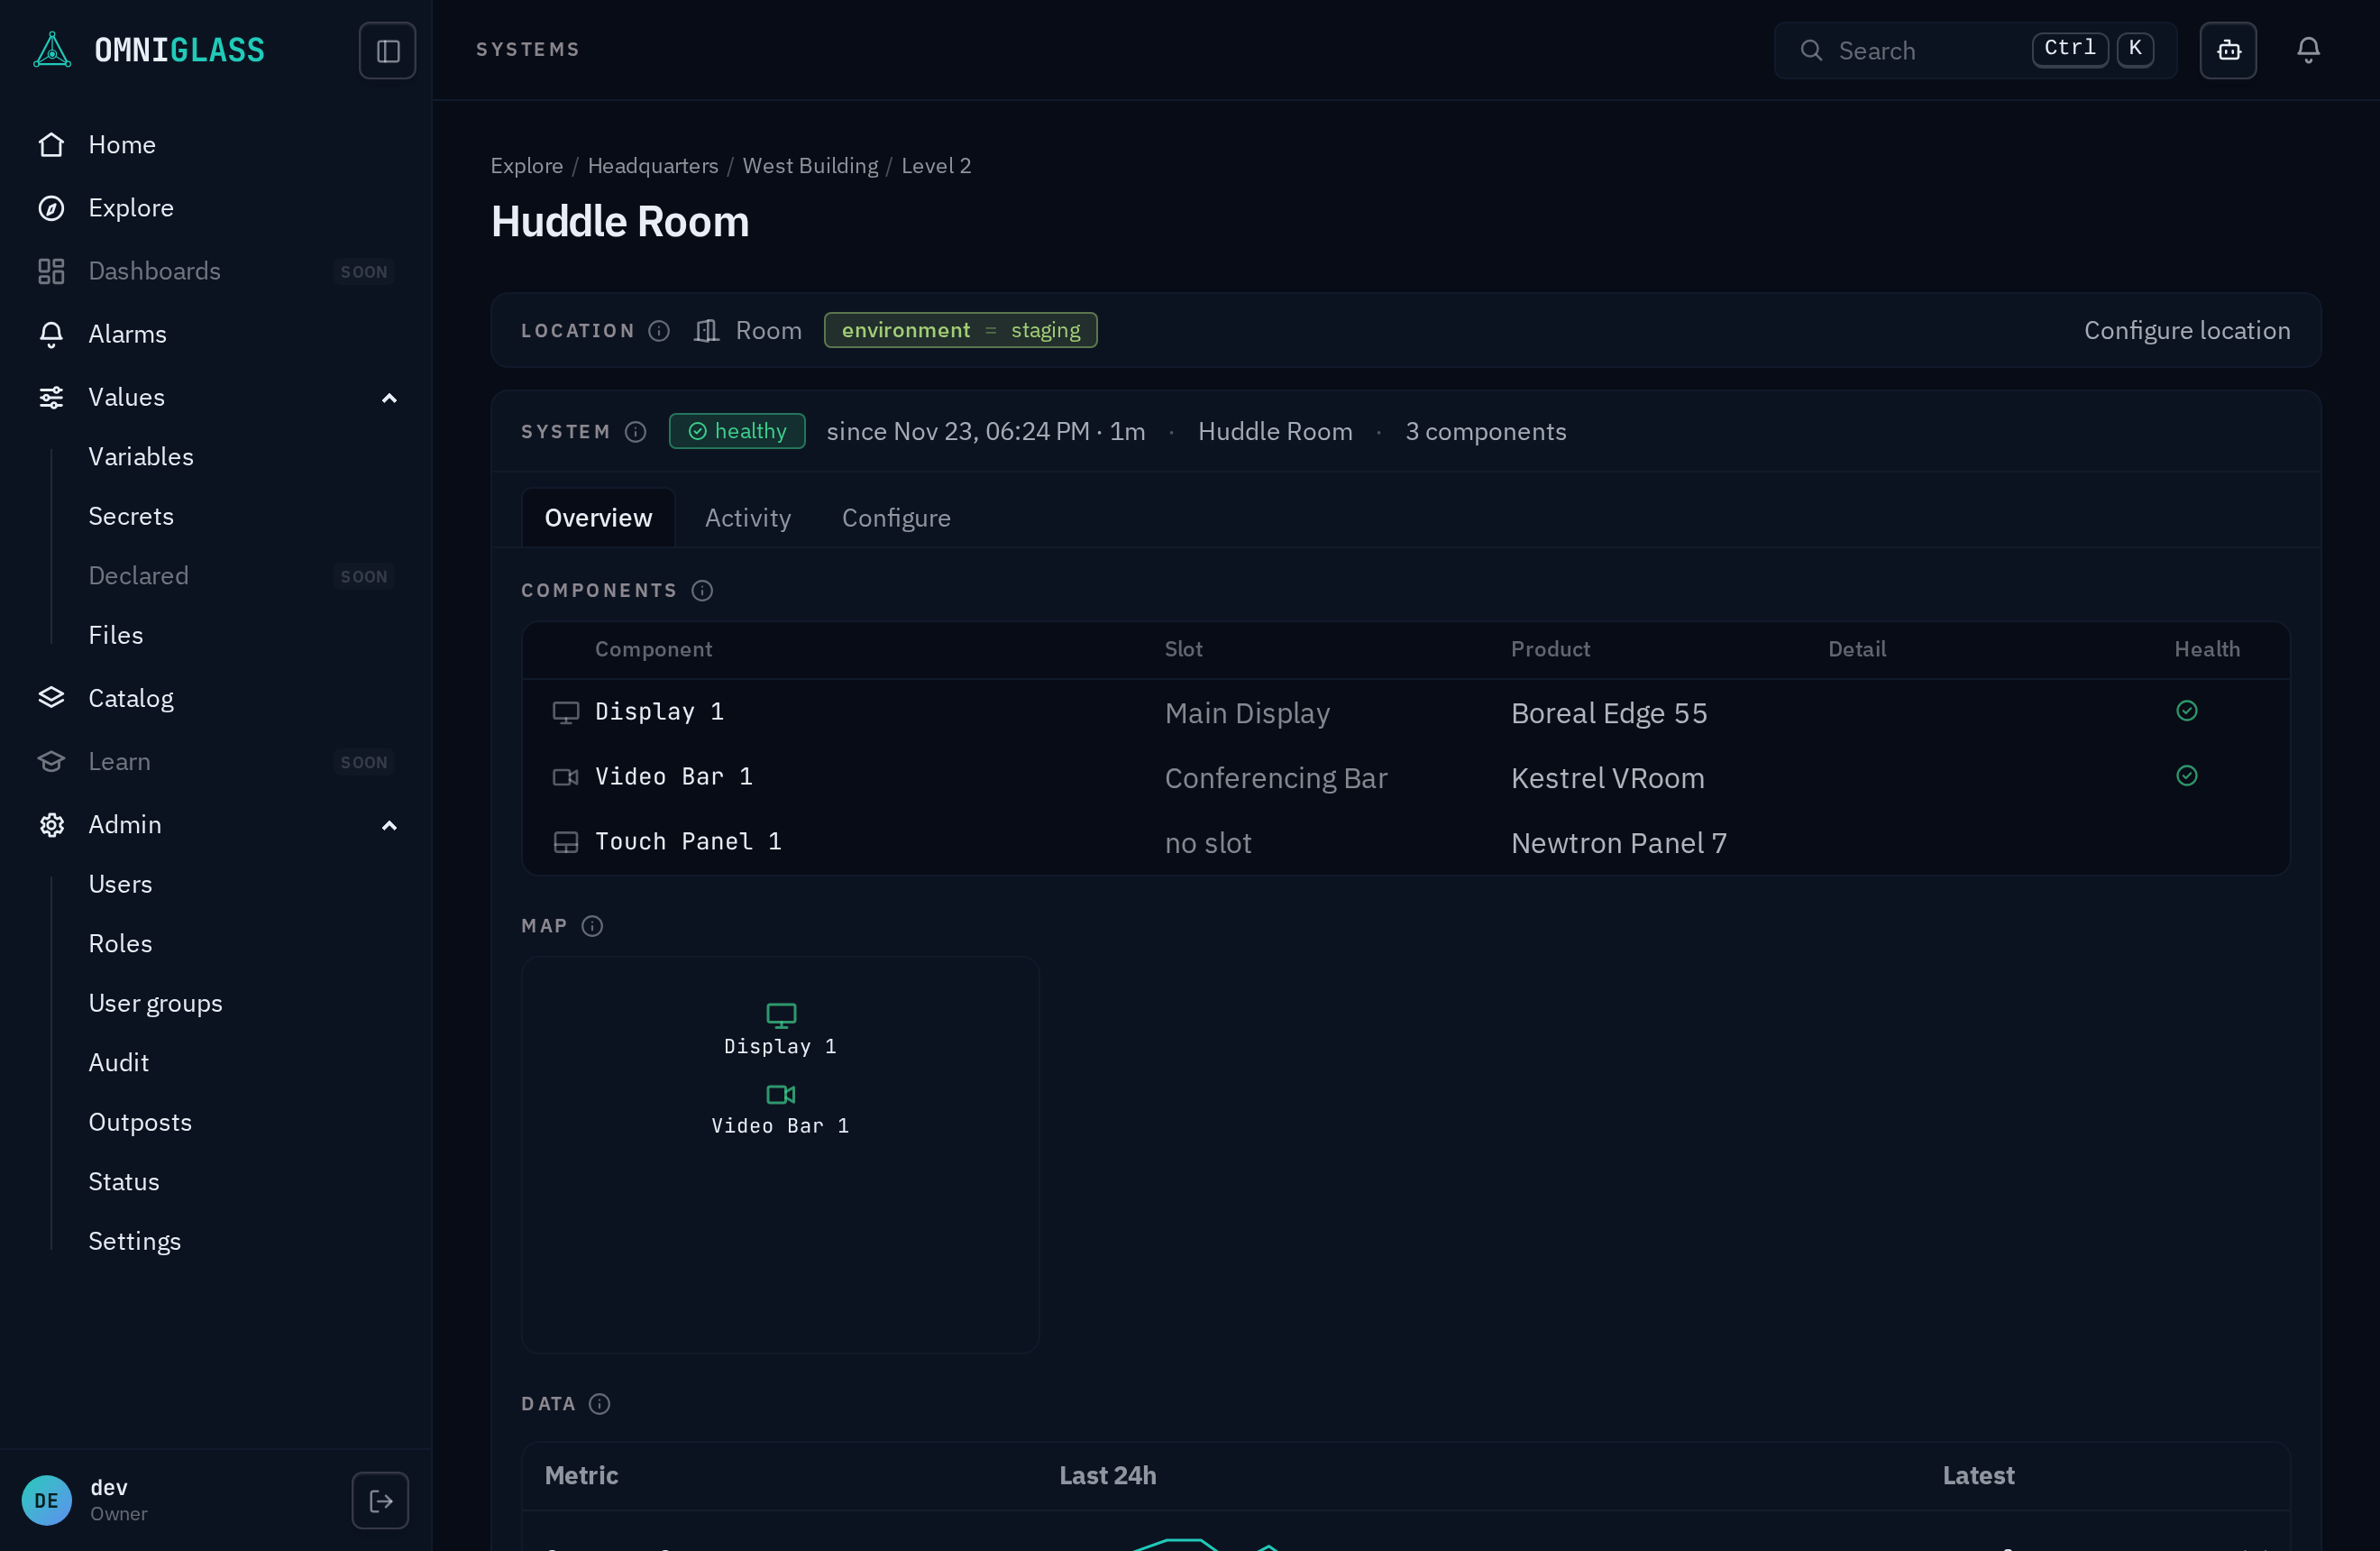 OMNIGLASS
SYSTEMS
Search Ctrl K
Home
Explore
Dashboards SOON
Alarms
Values
Variables
Secrets
Declared SOON
Files
Catalog
Learn SOON
Admin
Users
Roles
User groups
Audit
Outposts
Status
Settings
DE dev
Owner
Explore / Headquarters / West Building / Level 2
Huddle Room
LOCATION Room environment = staging Configure location
SYSTEM healthy since Nov 23, 06:24 PM · 1m · Huddle Room · 3 components
Overview Activity Configure
COMPONENTS
Component Slot Product Detail Health
Display 1 Main Display Boreal Edge 55
Video Bar 1 Conferencing Bar Kestrel VRoom
Touch Panel 1 no slot Newtron Panel 7
MAP
Display 1
Video Bar 1
DATA
Metric Last 24h Latest